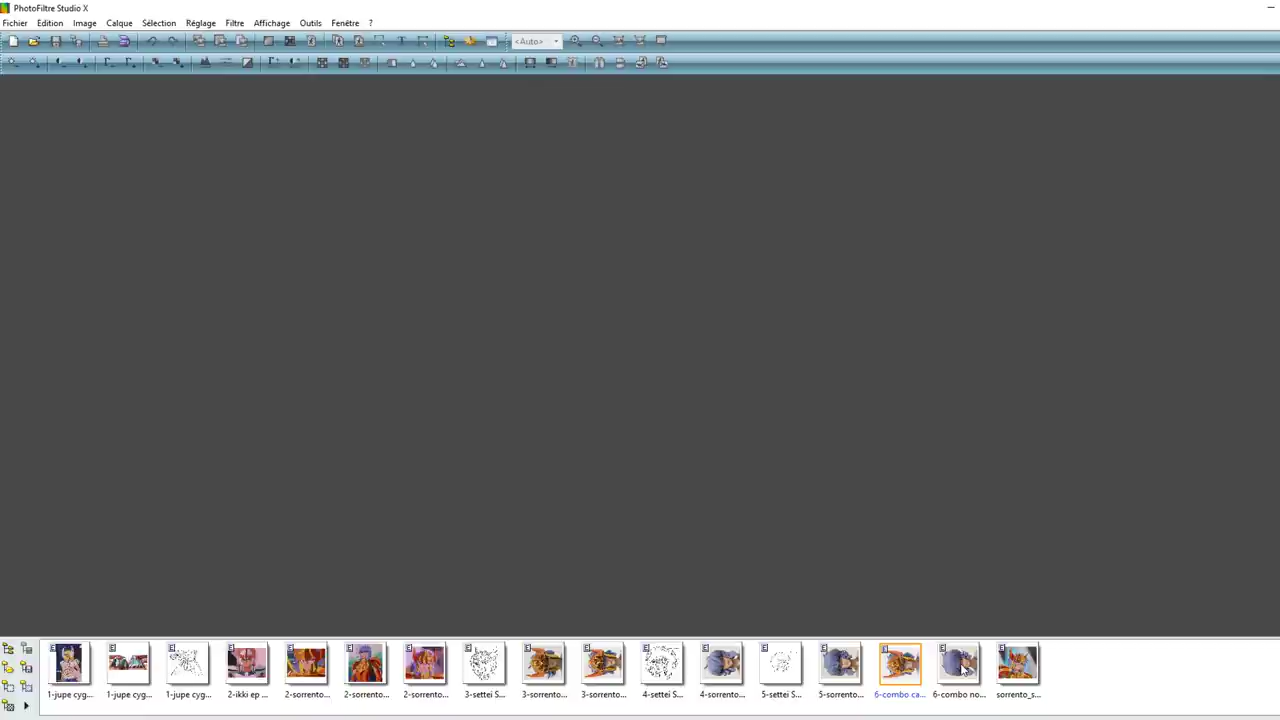 PhotoFiltre Studio X
Fichier Edition Image Calque Sélection Réglage Filtre Affichage Outils Fenêtre ?
<Auto>
1-jupe cyg... 1-jupe cyg... 1-jupe cyg... 2-ikki ep ... 2-sorrento... 2-sorrento... 2-sorrento... 3-settei S... 3-sorrento... 3-sorrento... 4-settei S... 4-sorrento... 5-settei S... 5-sorrento... 6-combo ca... 6-combo no... sorrento_s...